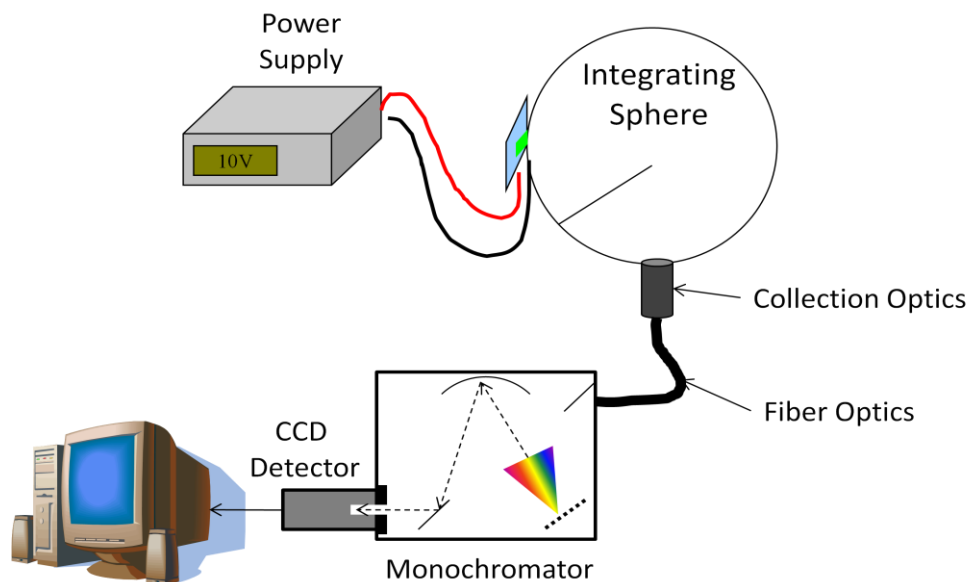 Power
Supply
Integrating
Sphere
10V
Collection Optics
Fiber Optics
CCD
Detector
Monochromator